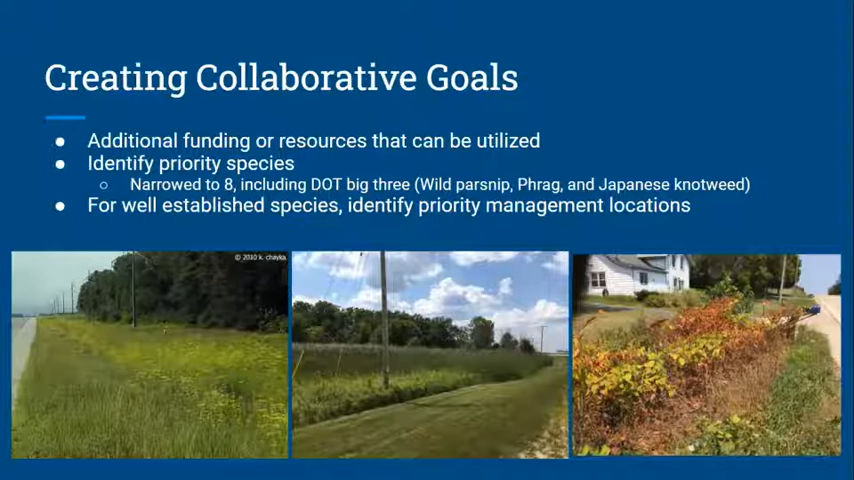 Creating Collaborative Goals
● Additional funding or resources that can be utilized
● Identify priority species
○ Narrowed to 8, including DOT big three (Wild parsnip, Phrag, and Japanese knotweed)
● For well established species, identify priority management locations
© 2010 k. chayka